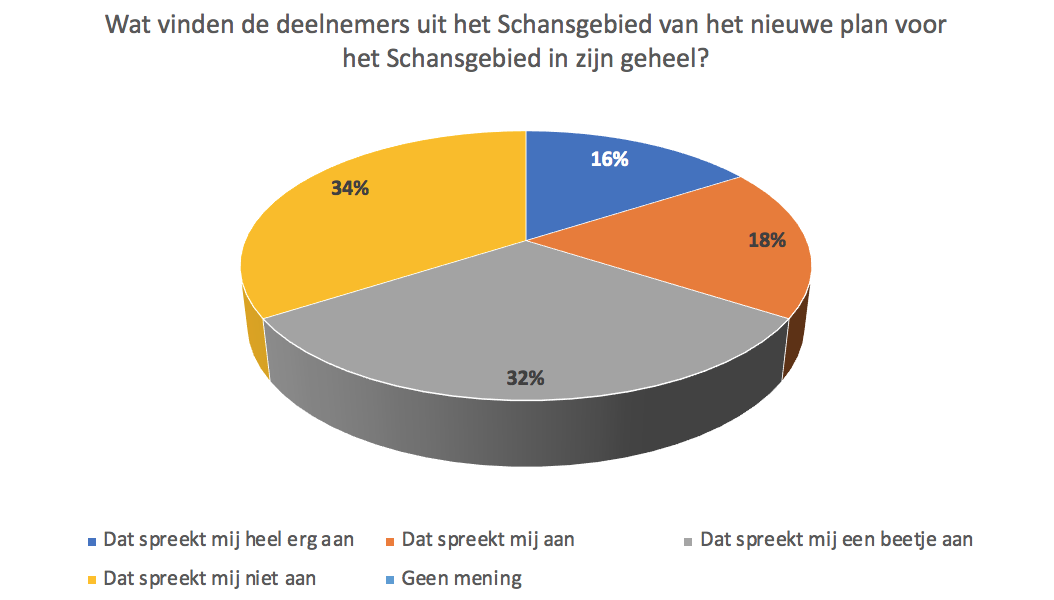 Wat vinden de deelnemers uit het Schansgebied van het nieuwe plan voor
het Schansgebied in zijn geheel?
16%
34%
18%
32%
Dat spreekt mij heel erg aan
Dat spreekt mij aan
Dat spreekt mij een beetje aan
Dat spreekt mij niet aan
Geen mening